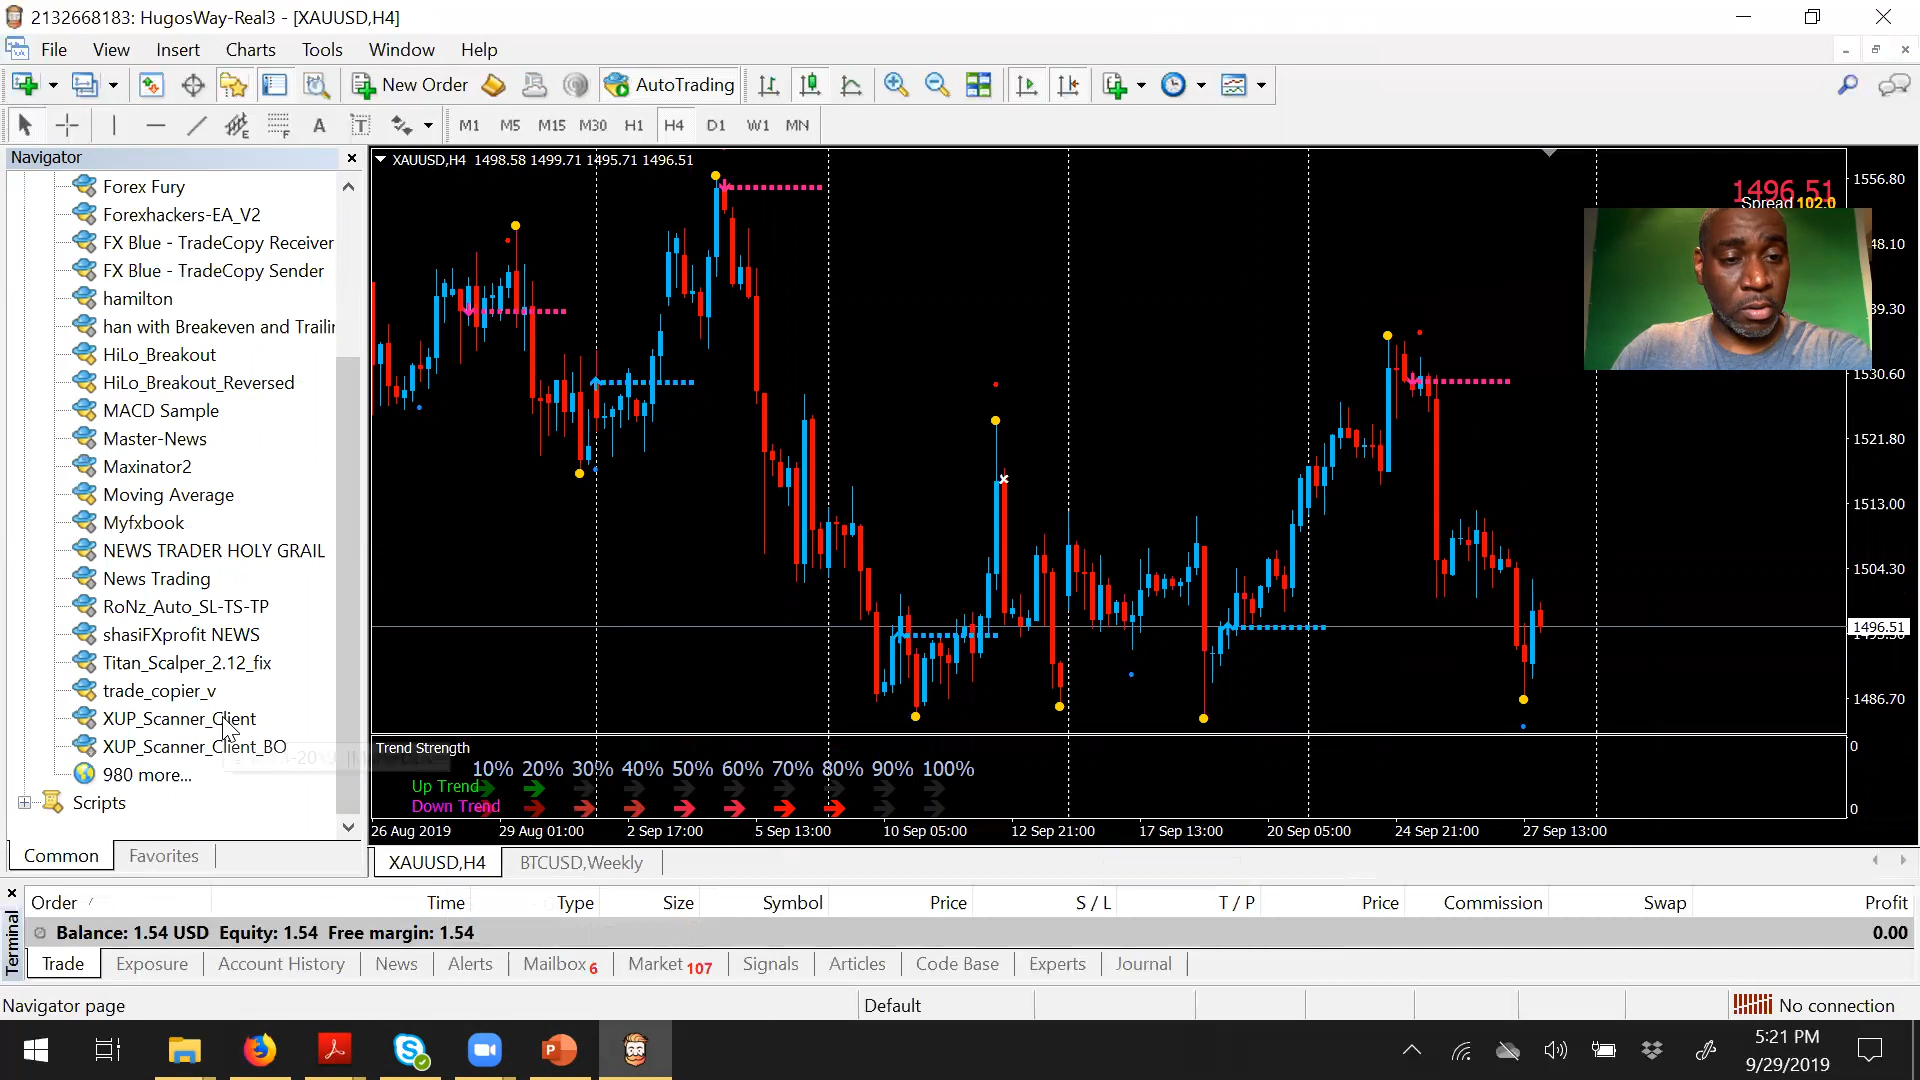 2132668183: HugosWay-Real3 - [XAUUSD,H4]
File View Insert Charts Tools Window Help
New Order AutoTrading
M1 M5 M15 M30 H1 H4 D1 W1 MN
Navigator
Forex Fury
Forexhackers-EA_V2
FX Blue - TradeCopy Receiver
FX Blue - TradeCopy Sender
hamilton
han with Breakeven and Trailin
HiLo_Breakout
HiLo_Breakout_Reversed
MACD Sample
Master-News
Maxinator2
Moving Average
Myfxbook
NEWS TRADER HOLY GRAIL
News Trading
RoNz_Auto_SL-TS-TP
shasiFXprofit NEWS
Titan_Scalper_2.12_fix
trade_copier_v
XUP_Scanner_Client
XUP_Scanner_Client_BO
980 more...
Scripts
Common Favorites
XAUUSD,H4 1498.58 1499.71 1495.71 1496.51
1496.51
Spread 102.0
1556.80
48.10
39.30
1530.60
1521.80
1513.00
1504.30
1496.51
1486.70
0
0
Trend Strength
10% 20% 30% 40% 50% 60% 70% 80% 90% 100%
Up Trend
Down Trend
26 Aug 2019 29 Aug 01:00 2 Sep 17:00 5 Sep 13:00 10 Sep 05:00 12 Sep 21:00 17 Sep 13:00 20 Sep 05:00 24 Sep 21:00 27 Sep 13:00
XAUUSD,H4 BTCUSD,Weekly
Terminal
Order Time Type Size Symbol Price S / L T / P Price Commission Swap Profit
Balance: 1.54 USD Equity: 1.54 Free margin: 1.54 0.00
Trade Exposure Account History News Alerts Mailbox 6 Market 107 Signals Articles Code Base Experts Journal
Navigator page Default No connection
5:21 PM
9/29/2019